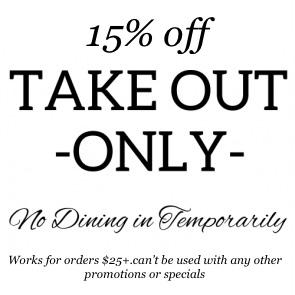 15% off
TAKE OUT
-ONLY-
No Dining in Temporarily
Works for orders $25+.can't be used with any other
promotions or specials